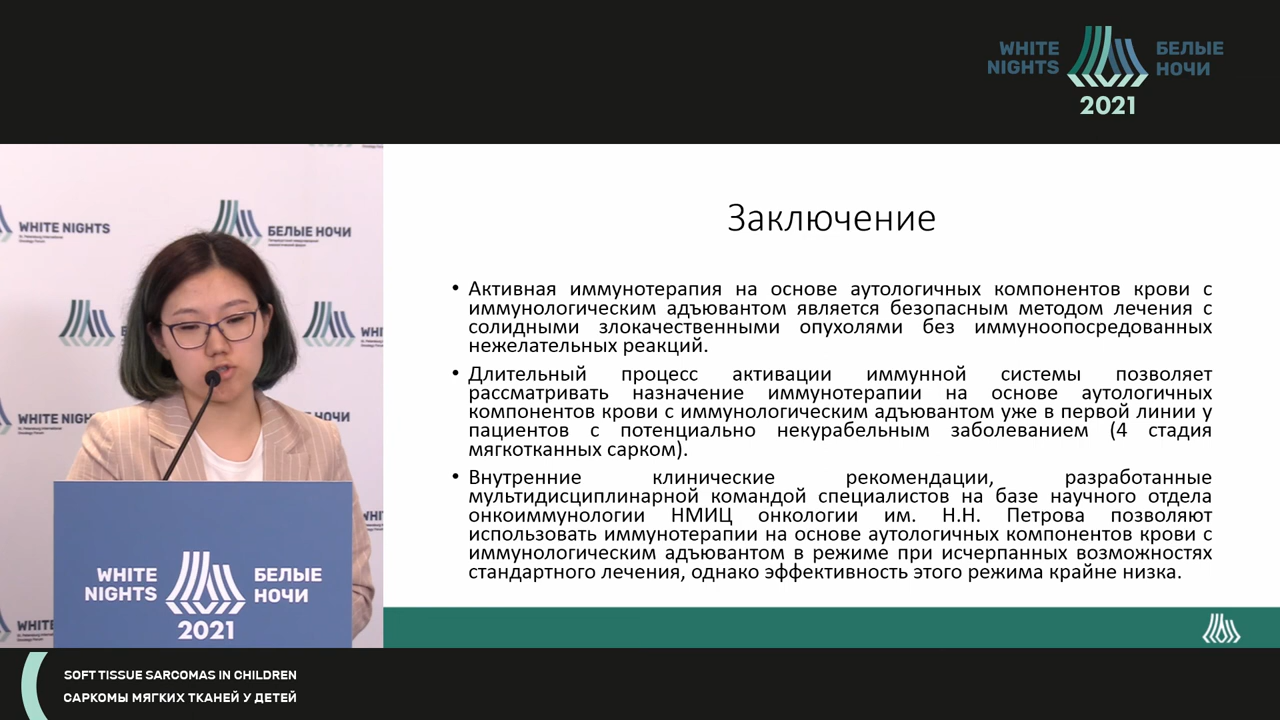 WHITE NIGHTS
БЕЛЫЕ НОЧИ
2021
WHITE NIGHTS
БЕЛЫЕ НОЧИ
WHITE NIGHTS
БЕЛЫЕ НОЧИ
2021
Заключение
• Активная иммунотерапия на основе аутологичных компонентов крови с
иммунологическим адъювантом является безопасным методом лечения с
солидными злокачественными опухолями без иммуноопосредованных
нежелательных реакций.
• Длительный процесс активации иммунной системы позволяет
рассматривать назначение иммунотерапии на основе аутологичных
компонентов крови с иммунологическим адъювантом уже в первой линии у
пациентов с потенциально некурабельным заболеванием (4 стадия
мягкотканных сарком).
• Внутренние клинические рекомендации, разработанные
мультидисциплинарной командой специалистов на базе научного отдела
онкоиммунологии НМИЦ онкологии им. Н.Н. Петрова позволяют
использовать иммунотерапии на основе аутологичных компонентов крови с
иммунологическим адъювантом в режиме при исчерпанных возможностях
стандартного лечения, однако эффективность этого режима крайне низка.
SOFT TISSUE SARCOMAS IN CHILDREN
САРКОМЫ МЯГКИХ ТКАНЕЙ У ДЕТЕЙ